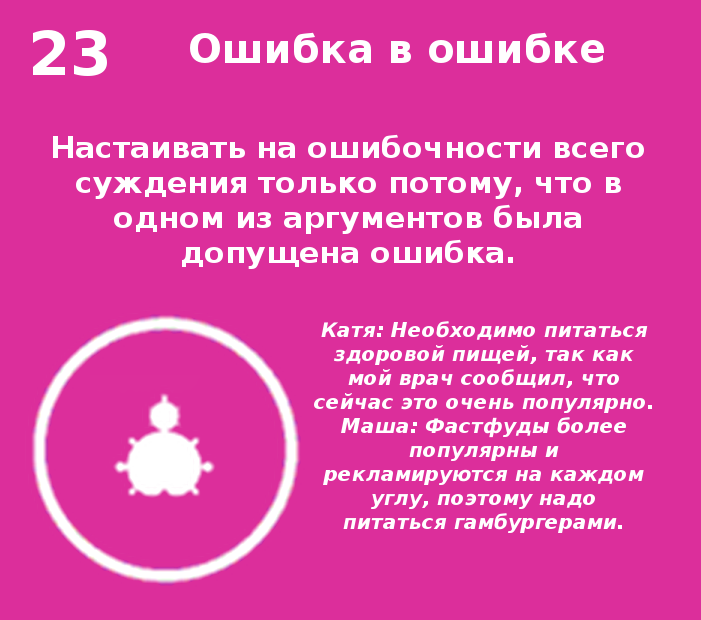 23
Ошибка в ошибке
Настаивать на ошибочности всего
суждения только потому, что в
одном из аргументов была
допущена ошибка.
Катя: Необходимо питаться
здоровой пищей, так как
мой врач сообщил, что
сейчас это очень популярно.
Маша: Фастфуды более
популярны и
рекламируются на каждом
углу, поэтому надо
питаться гамбургерами.